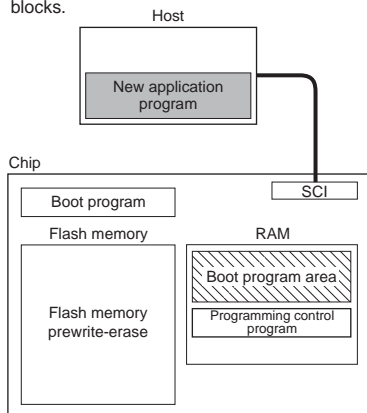 blocks.
Host
New application
program
Chip
SCI
Boot program
Flash memory
RAM
Boot program area
Flash memory
prewrite-erase
Programming control
program